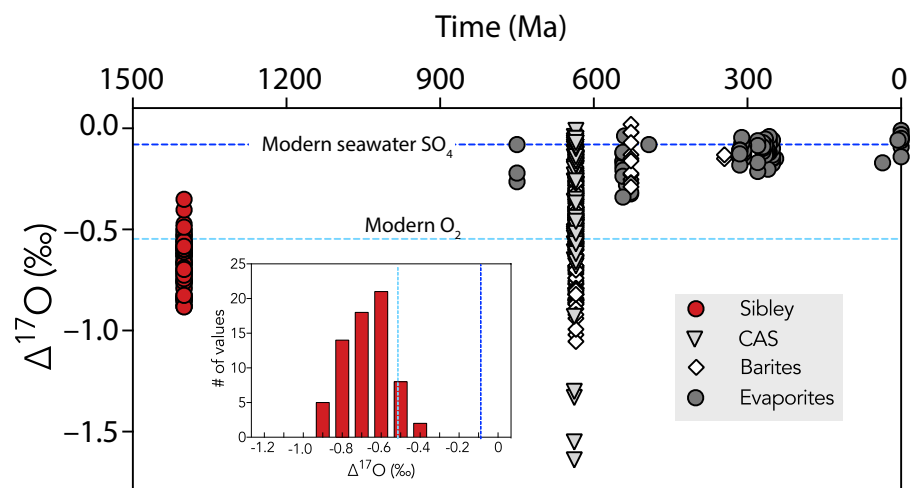 Time (Ma)
1500 1200 900 600 300 0
0.0
Modern seawater SO₄
−0.5
Modern O₂
−1.0
−1.5
Δ¹⁷O (‰)
25
20
15
10
5
0
# of values
-1.2 -1.0 -0.8 -0.6 -0.4 -0.2 0
Δ¹⁷O (‰)
Sibley
CAS
Barites
Evaporites